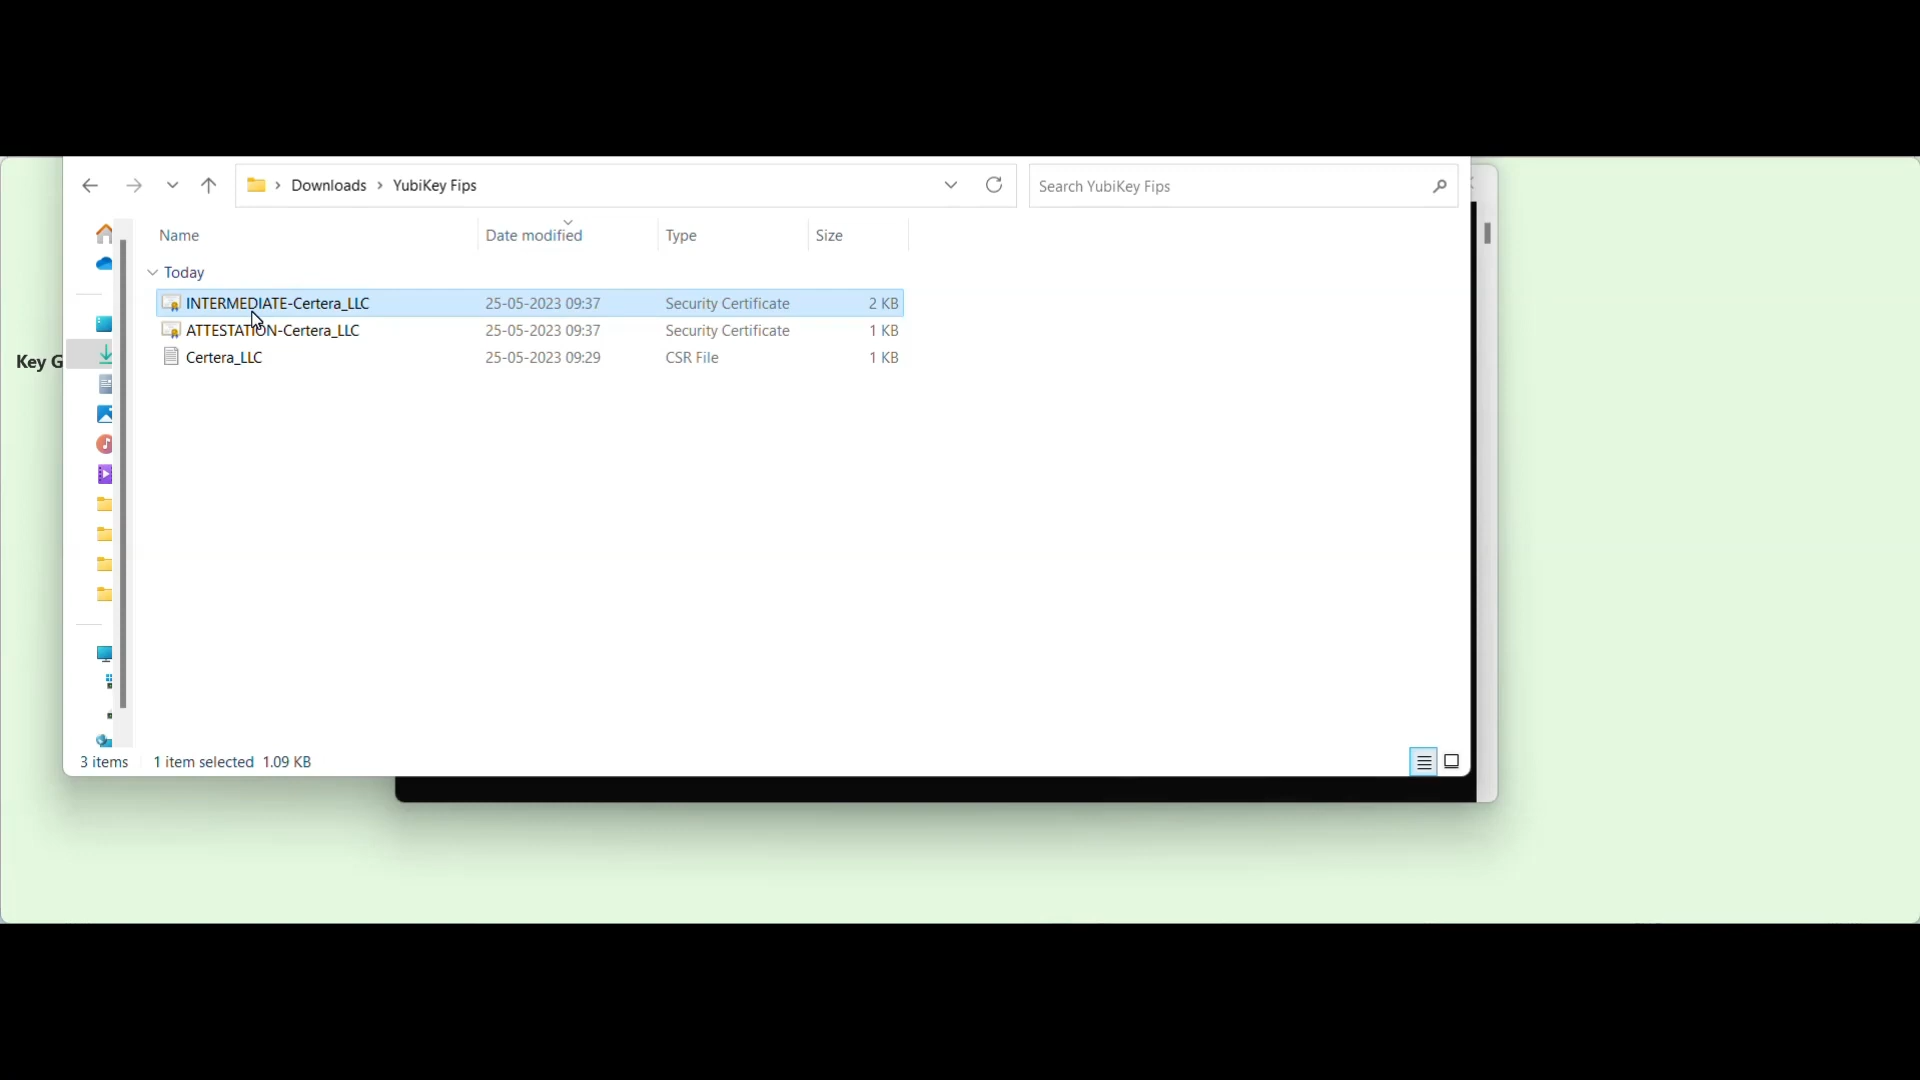 Downloads > YubiKey Fips
Search YubiKey Fips
Name Date modified Type Size
Today
INTERMEDIATE-Certera_LLC 25-05-2023 09:37 Security Certificate 2 KB
ATTESTATION-Certera_LLC 25-05-2023 09:37 Security Certificate 1 KB
Certera_LLC 25-05-2023 09:29 CSR File 1 KB
Key G
3 items 1 item selected 1.09 KB